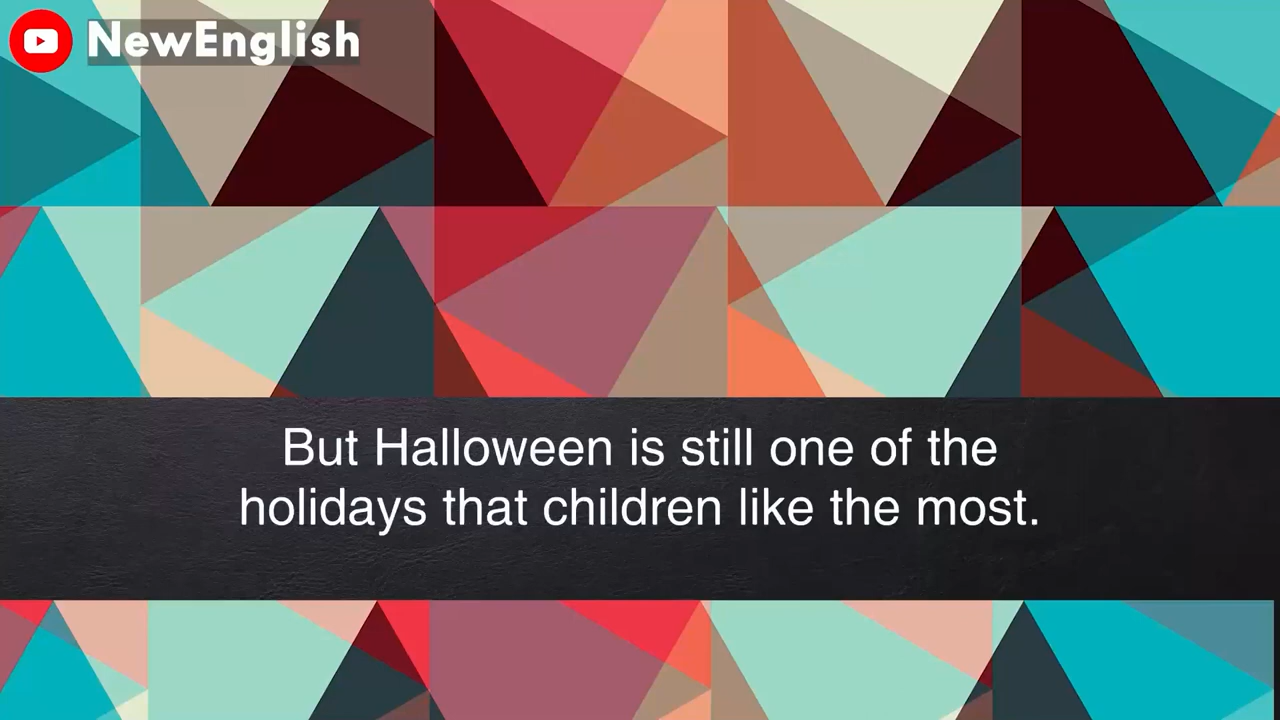 NewEnglish
But Halloween is still one of the
holidays that children like the most.